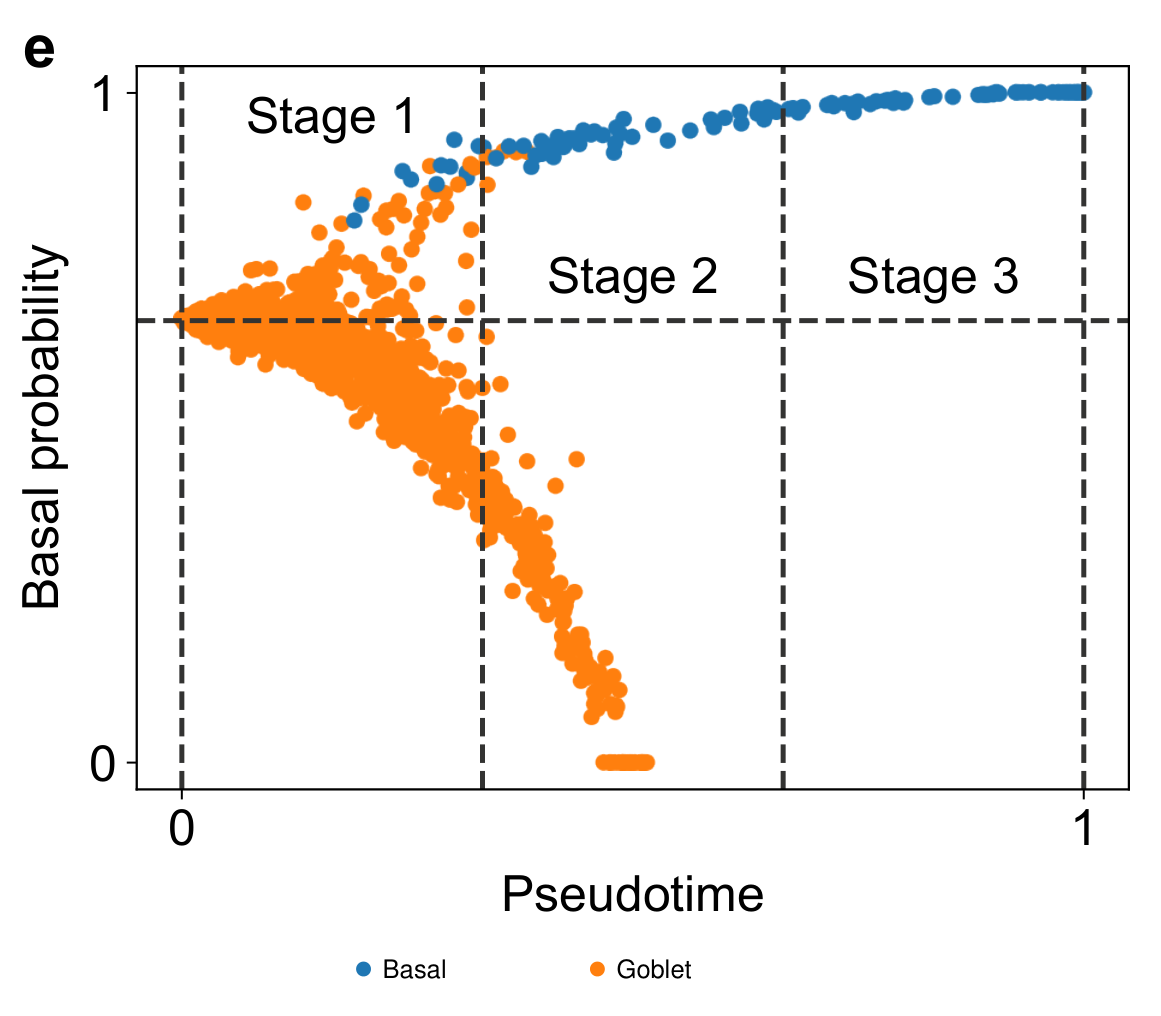 e
1
Stage 1
Stage 2
Stage 3
Basal probability
0
0
1
Pseudotime
Basal
Goblet